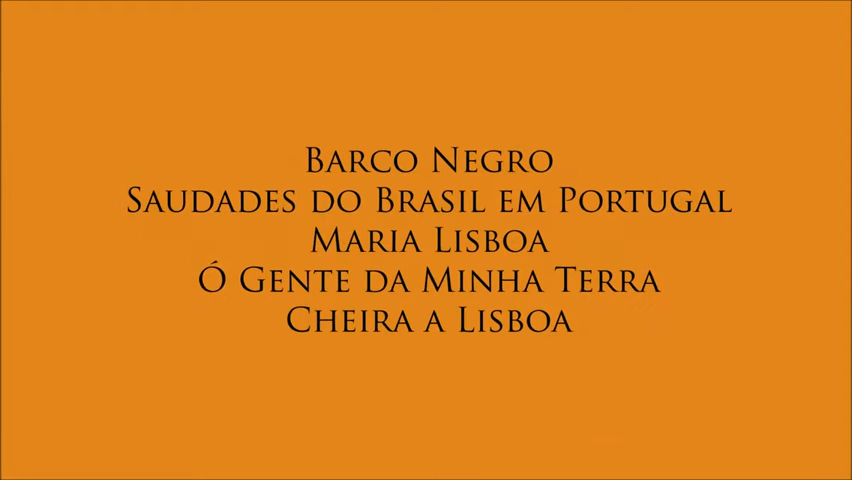 Barco Negro
Saudades do Brasil em Portugal
Maria Lisboa
Ó Gente da Minha Terra
Cheira a Lisboa